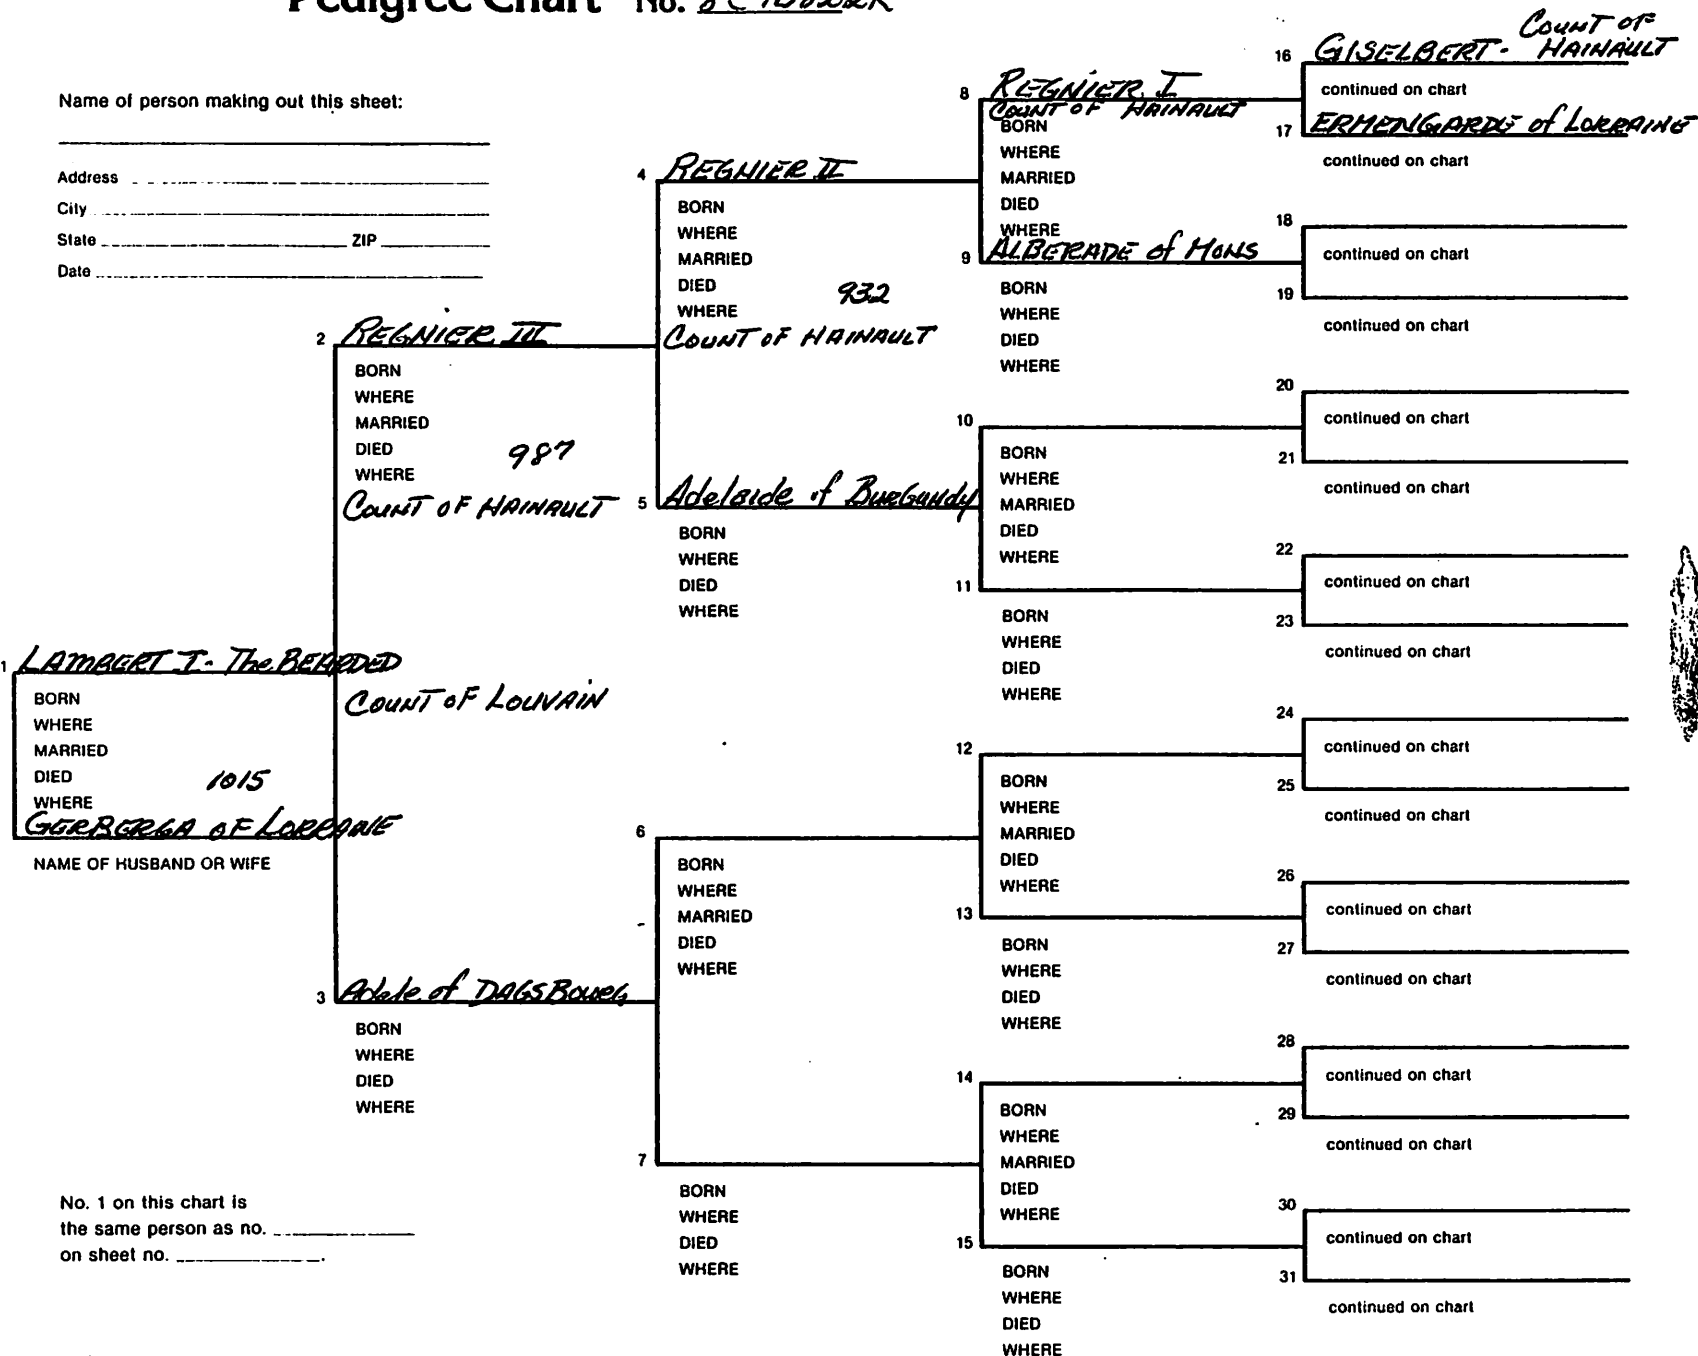 Pedigree Chart No.
Name of person making out this sheet:
Address
City
State ZIP
Date
1 LAMBERT I - The BEARDED
BORN
WHERE
MARRIED
DIED 1015
WHERE
COUNT OF LOUVAIN
GERBERGA OF LORRAINE
NAME OF HUSBAND OR WIFE
No. 1 on this chart is
the same person as no.
on sheet no. .
2 REGNIER III
BORN
WHERE
MARRIED
DIED 987
WHERE
COUNT OF HAINAULT
3 Adele of DAGSBOURG
BORN
WHERE
DIED
WHERE
4 REGNIER II
BORN
WHERE
MARRIED
DIED 932
WHERE
COUNT OF HAINAULT
5 Adelaide of BURGUNDY
BORN
WHERE
DIED
WHERE
6
BORN
WHERE
MARRIED
DIED
WHERE
7
BORN
WHERE
DIED
WHERE
8 REGNIER I
COUNT OF HAINAULT
BORN
WHERE
MARRIED
DIED
WHERE
9 ALBERADE of MONS
BORN
WHERE
DIED
WHERE
10
BORN
WHERE
MARRIED
DIED
WHERE
11
BORN
WHERE
DIED
WHERE
12
BORN
WHERE
MARRIED
DIED
WHERE
13
BORN
WHERE
DIED
WHERE
14
BORN
WHERE
MARRIED
DIED
WHERE
15
BORN
WHERE
DIED
WHERE
16 GISELBERT - COUNT OF HAINAULT
continued on chart
17 ERMENGARDE of LORRAINE
continued on chart
18
continued on chart
19
continued on chart
20
continued on chart
21
continued on chart
22
continued on chart
23
continued on chart
24
continued on chart
25
continued on chart
26
continued on chart
27
continued on chart
28
continued on chart
29
continued on chart
30
continued on chart
31
continued on chart